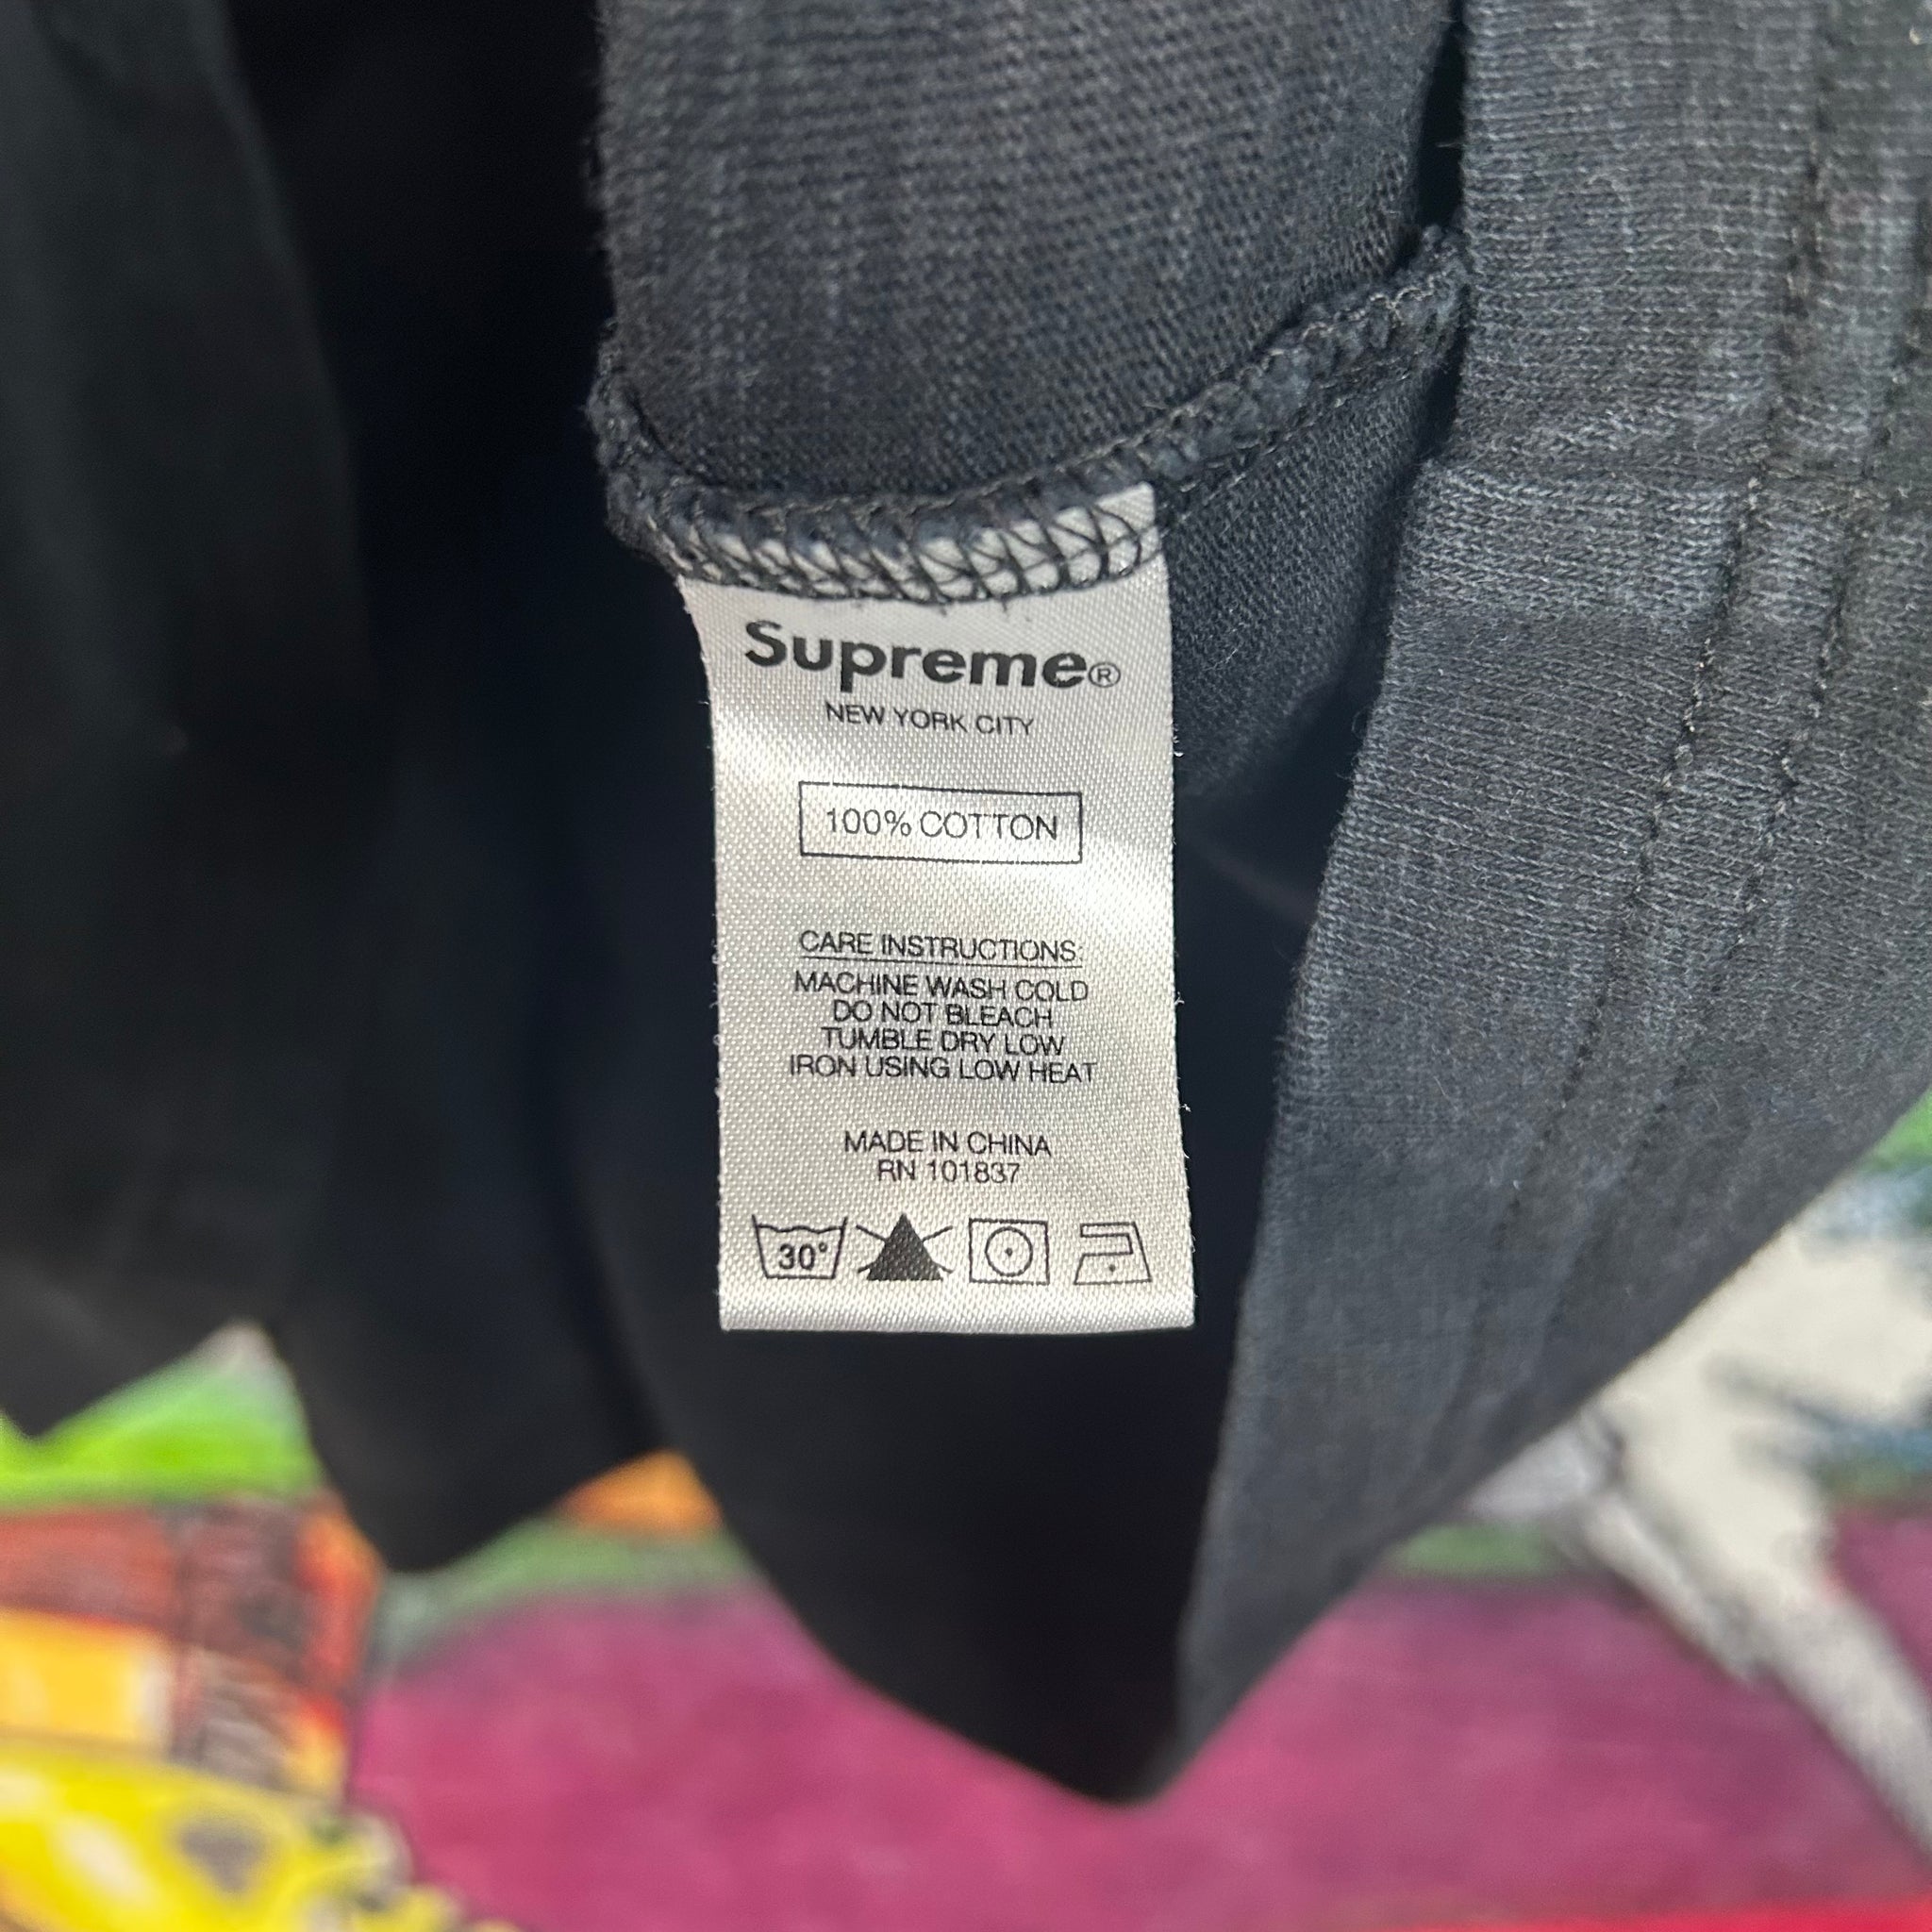 Supreme®
NEW YORK CITY
100% COTTON
CARE INSTRUCTIONS:
MACHINE WASH COLD
DO NOT BLEACH
TUMBLE DRY LOW
IRON USING LOW HEAT
MADE IN CHINA
RN 101837
30°